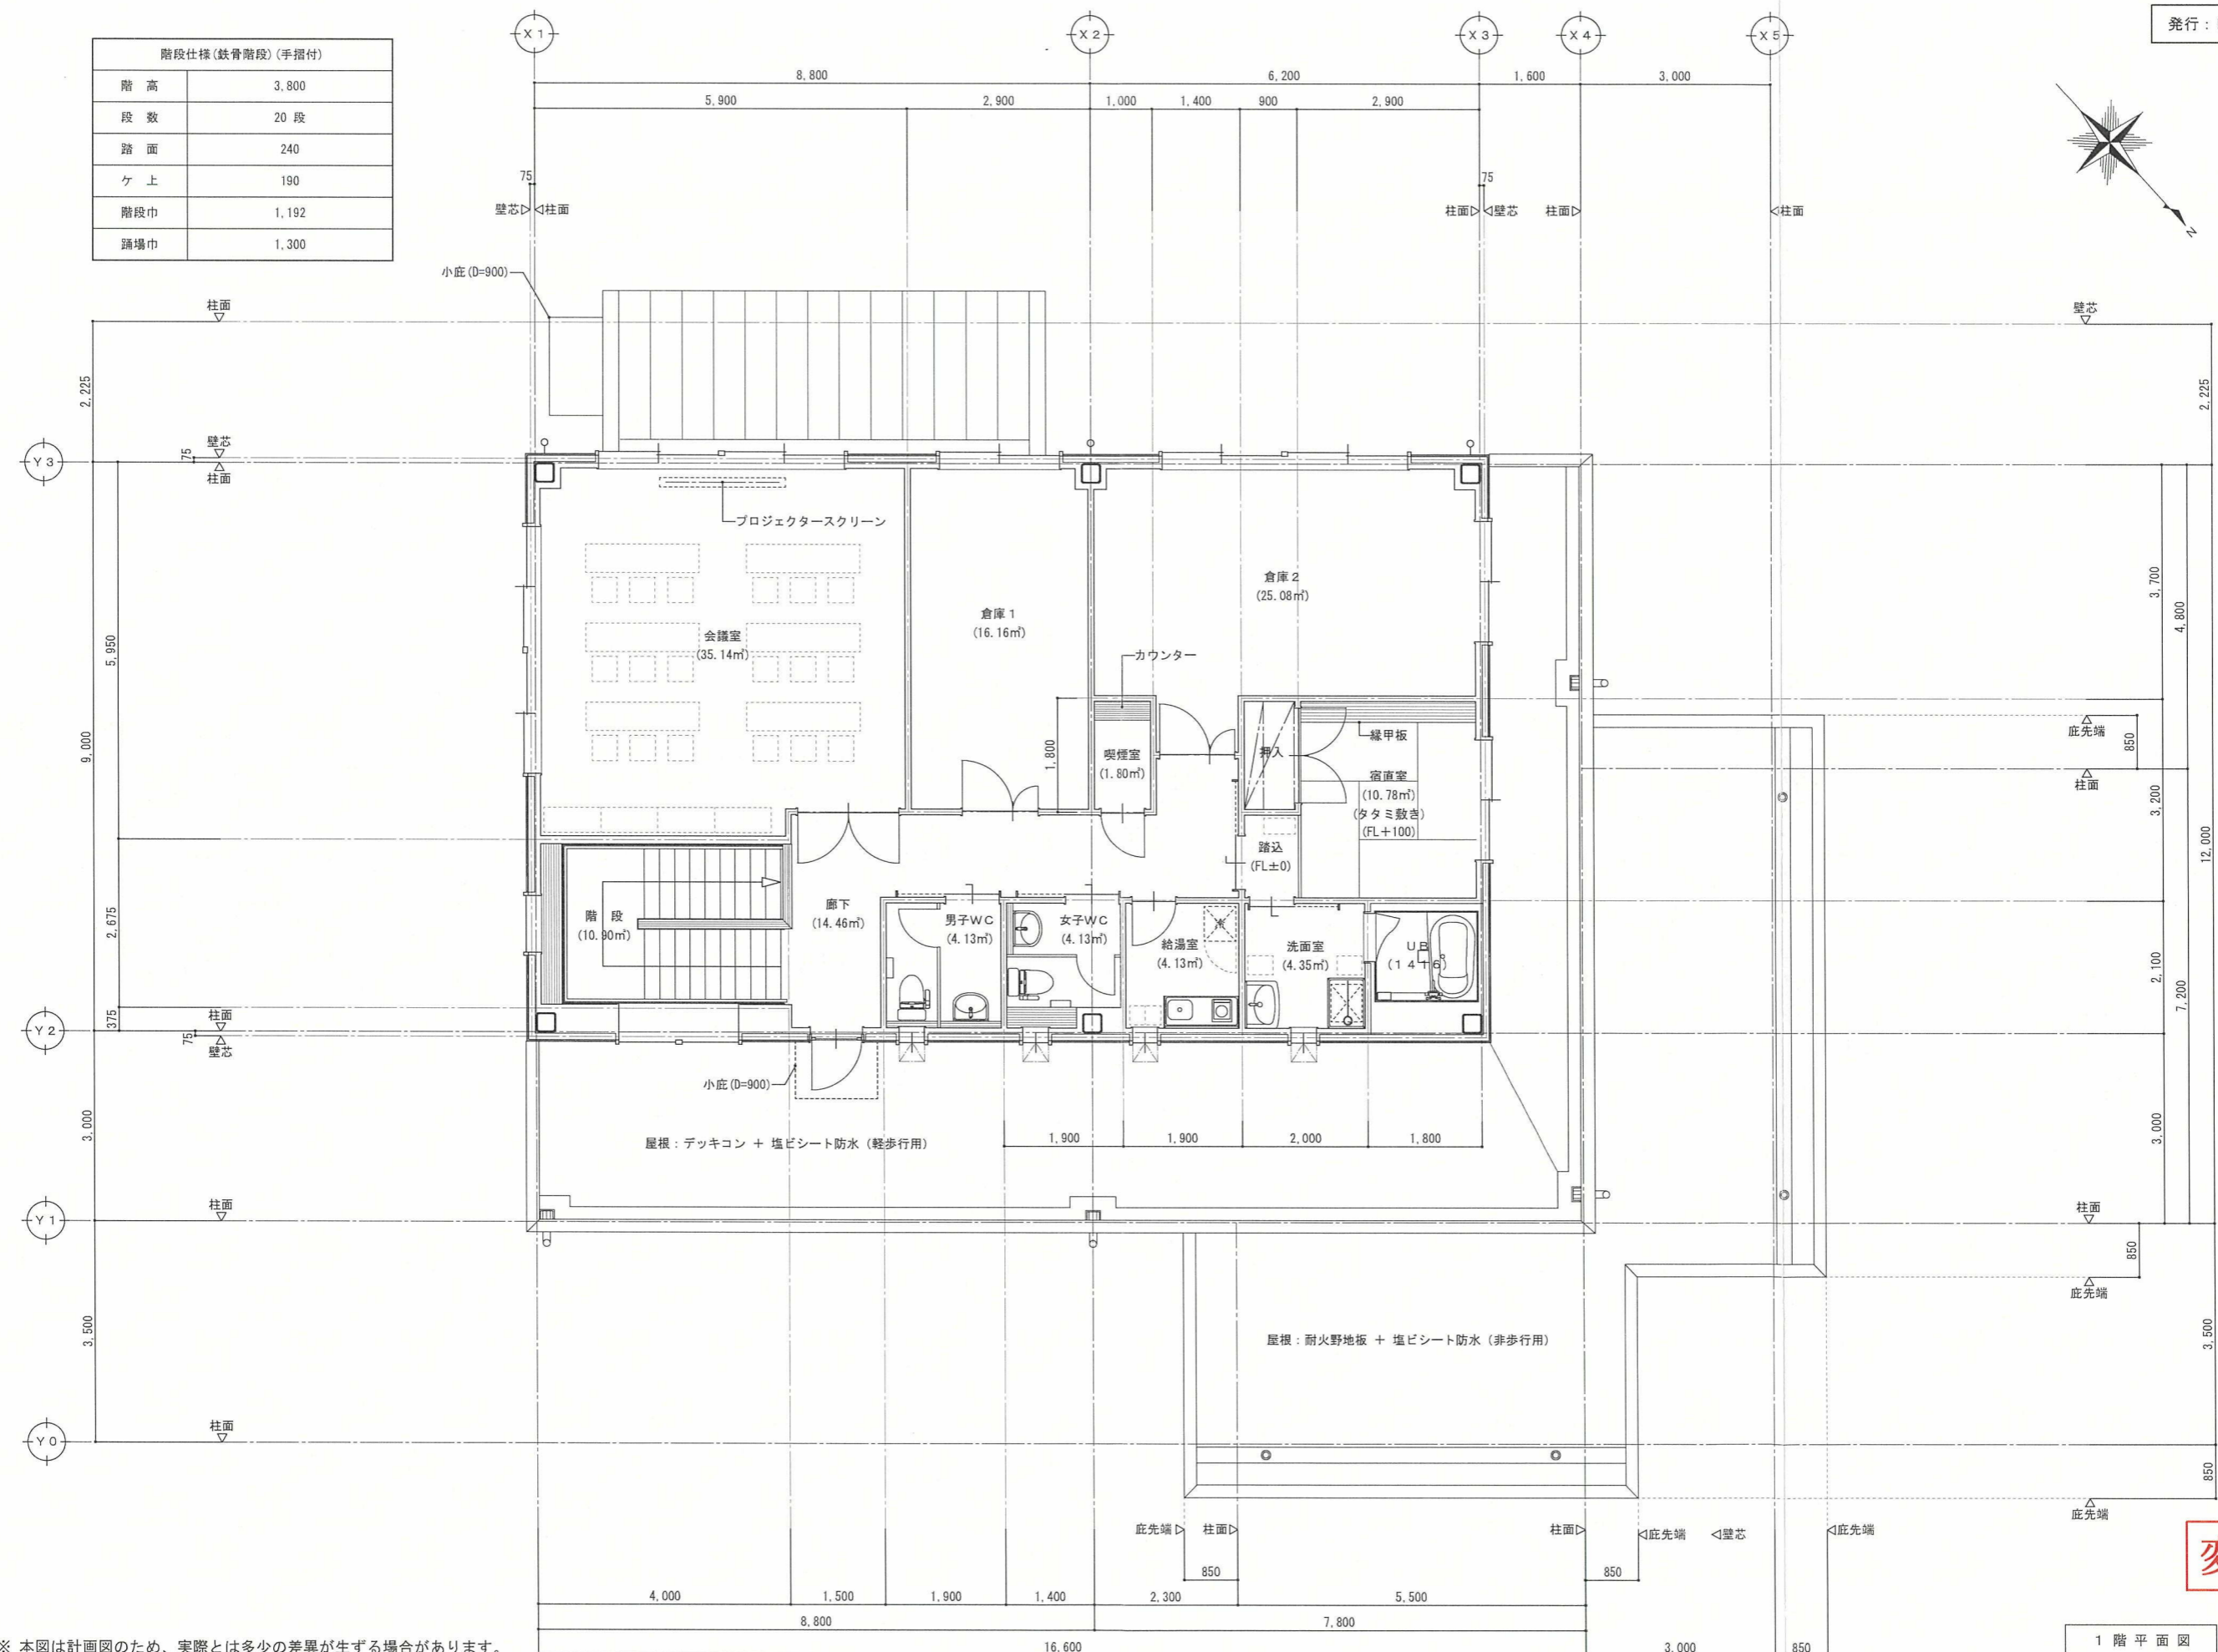 発行：
階段仕様(鉄骨階段)(手摺付)
階 高 3,800
段 数 20 段
踏 面 240
ケ 上 190
階段巾 1,192
踊場巾 1,300
X1 X2 X3 X4 X5
8,800 6,200 1,600 3,000
5,900 2,900 1,000 1,400 900 2,900
75 75
壁芯 柱面 柱面 壁芯 柱面 柱面
N
小庇(D=900)
柱面 壁芯
2,225 2,225
Y3
75
壁芯
柱面
プロジェクタースクリーン
会議室
(35.14㎡)
倉庫1
(16.16㎡)
倉庫2
(25.08㎡)
カウンター
1,800
喫煙室
(1.80㎡)
押入
縁甲板
宿直室
(10.78㎡)
(タタミ敷き)
(FL+100)
踏込
(FL±0)
階 段
(10.90㎡)
廊下
(14.46㎡)
男子WC
(4.13㎡)
女子WC
(4.13㎡)
給湯室
(4.13㎡)
冷
洗面室
(4.35㎡)
UB
(1416)
5,950
9,000
2,675
375
3,700
4,800
庇先端
850
柱面
3,200
12,000
2,100
7,200
Y2
柱面
75
壁芯
小庇(D=900)
3,000 3,000
屋根：デッキコン + 塩ビシート防水（軽歩行用）
1,900 1,900 2,000 1,800
Y1
柱面 柱面
850
庇先端
3,500 3,500
屋根：耐火野地板 + 塩ビシート防水（非歩行用）
Y0
柱面
850
庇先端
庇先端 柱面 柱面 庇先端 壁芯 庇先端
850 850
4,000 1,500 1,900 1,400 2,300 5,500
8,800 7,800
16,600 3,000 850
※ 本図は計画図のため、実際とは多少の差異が生ずる場合があります。
1階平面図